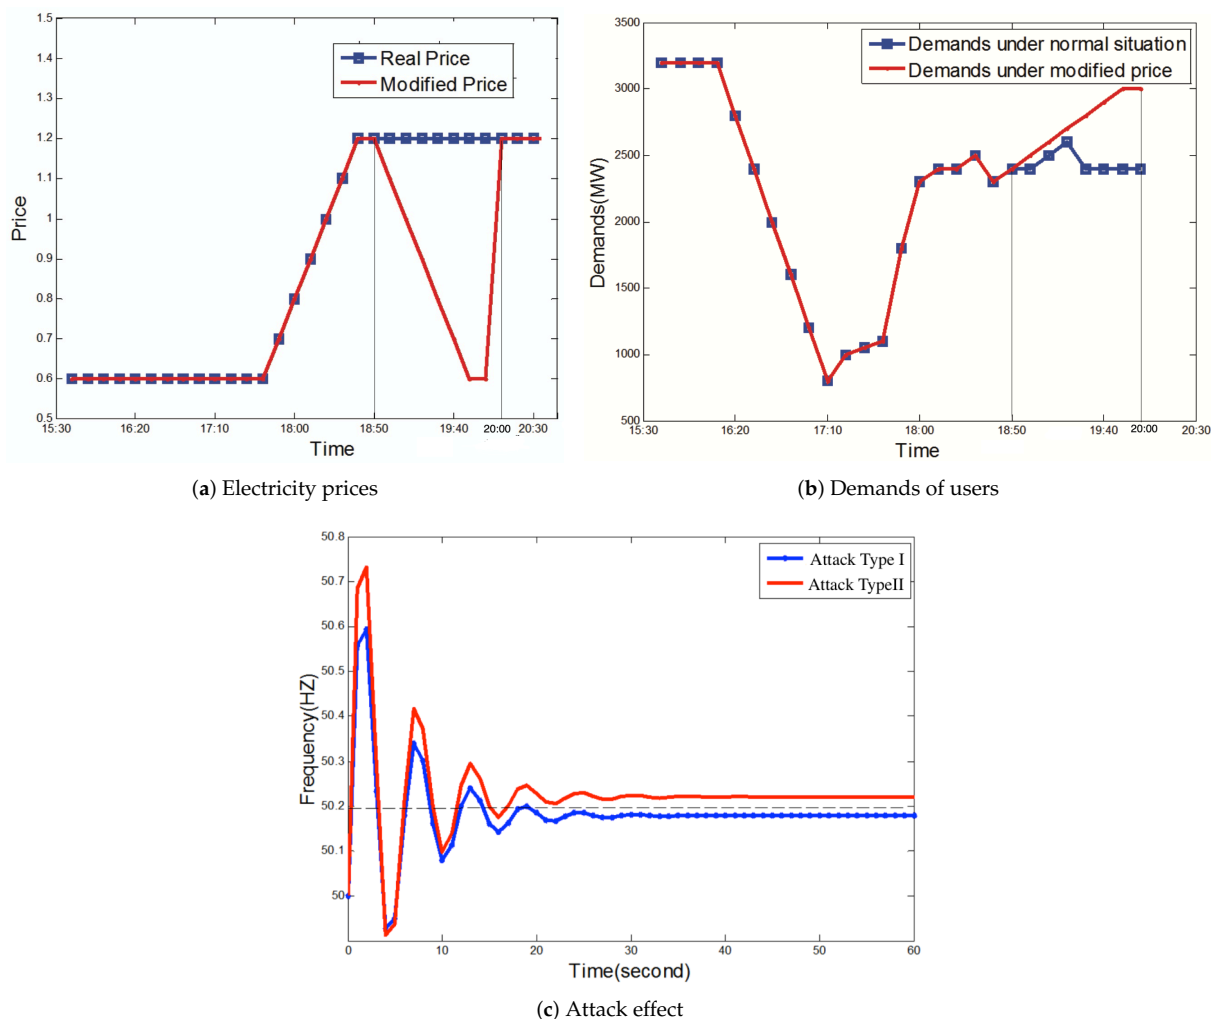 1.5
1.4
1.3
1.2
1.1
1
0.9
0.8
0.7
0.6
0.5
Price
Real Price
Modified Price
15:30 16:20 17:10 18:00 18:50 19:40 20:00 20:30
Time
(a) Electricity prices
3500
3000
2500
2000
1500
1000
500
Demands(MW)
Demands under normal situation
Demands under modified price
15:30 16:20 17:10 18:00 18:50 19:40 20:00 20:30
Time
(b) Demands of users
50.8
50.7
50.6
50.5
50.4
50.3
50.2
50.1
50
Frequency(HZ)
Attack Type I
Attack TypeII
0 10 20 30 40 50 60
Time(second)
(c) Attack effect